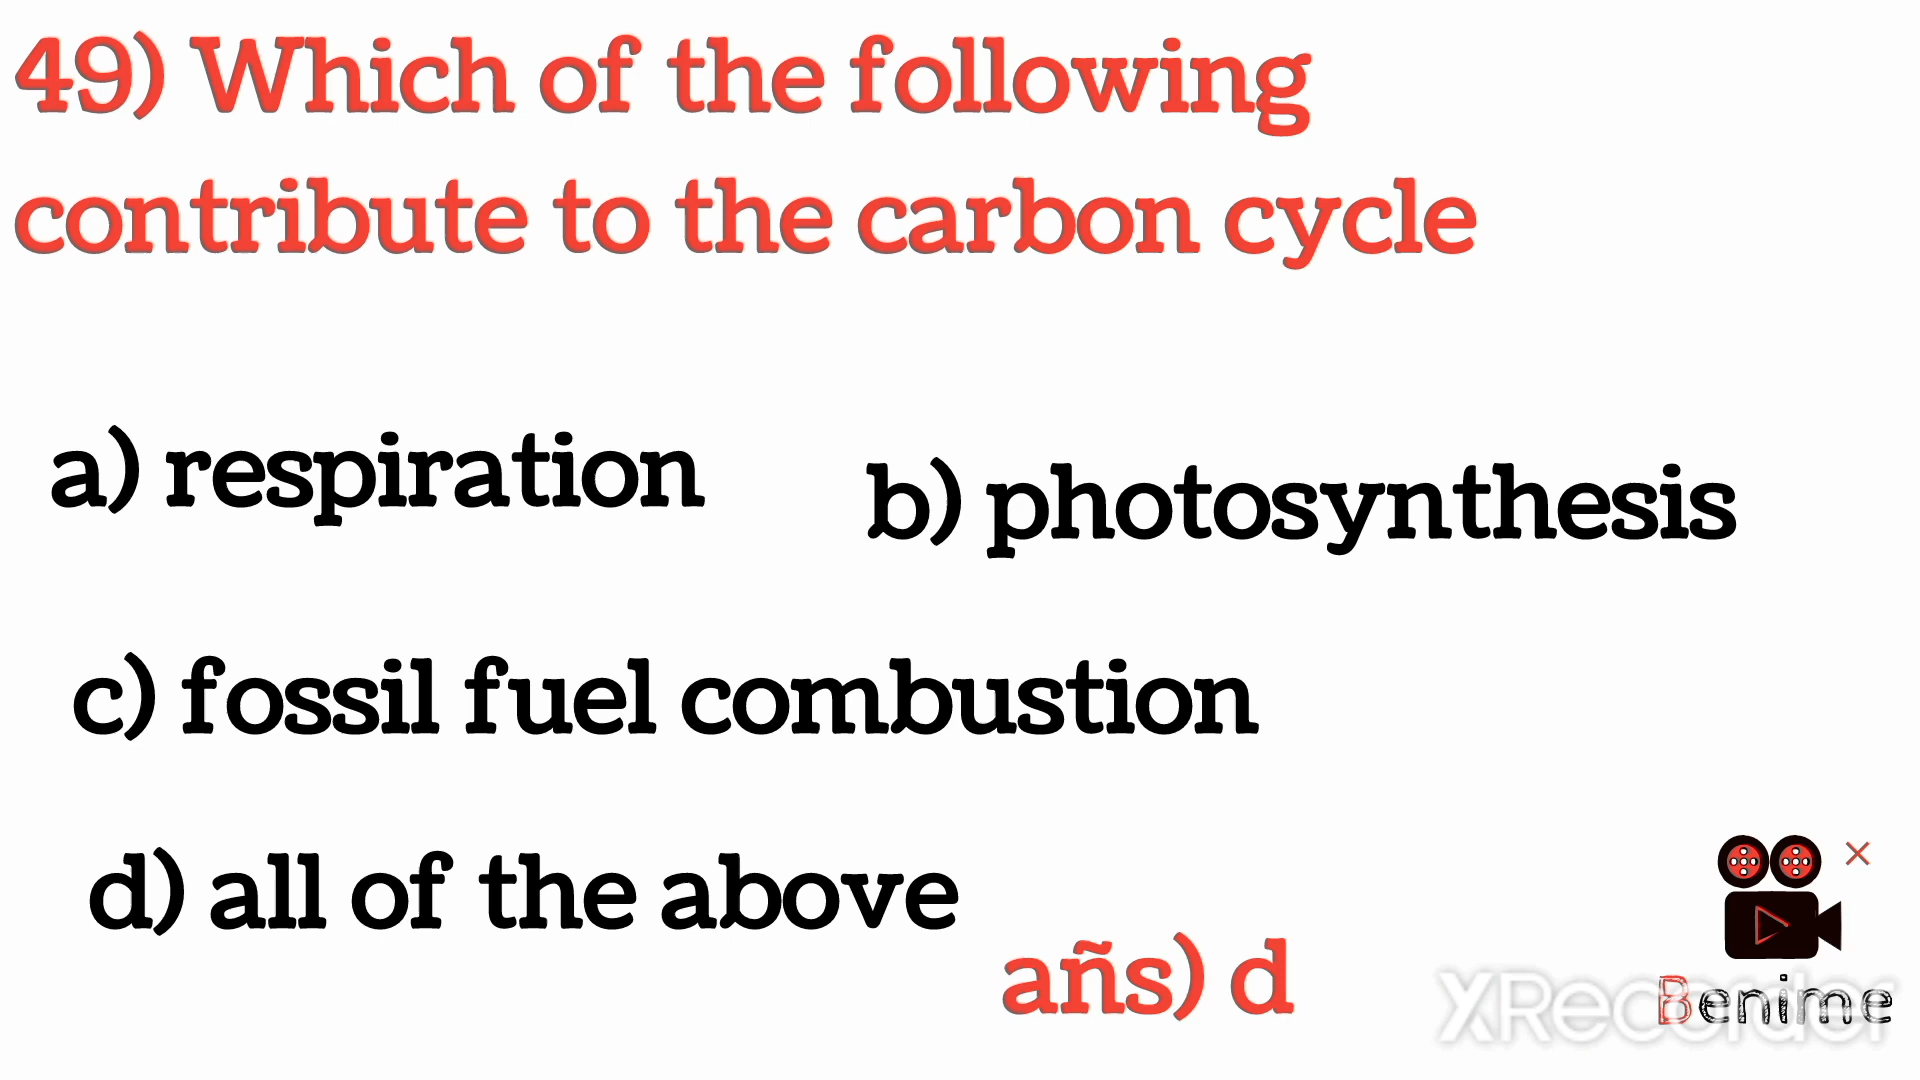 49) Which of the following
contribute to the carbon cycle
a) respiration
b) photosynthesis
c) fossil fuel combustion
d) all of the above
añs) d
XRecorder
Benime